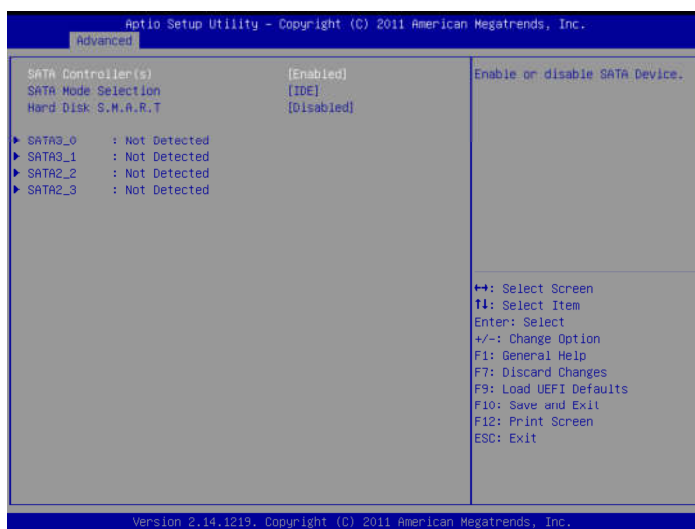 Aptio Setup Utility - Copyright (C) 2011 American Megatrends, Inc.
Advanced
SATA Controller(s) [Enabled]
SATA Mode Selection [IDE]
Hard Disk S.M.A.R.T [Disabled]
SATA3_0 : Not Detected
SATA3_1 : Not Detected
SATA2_2 : Not Detected
SATA2_3 : Not Detected
Enable or disable SATA Device.
↔: Select Screen
↑↓: Select Item
Enter: Select
+/-: Change Option
F1: General Help
F7: Discard Changes
F9: Load UEFI Defaults
F10: Save and Exit
F12: Print Screen
ESC: Exit
Version 2.14.1219. Copyright (C) 2011 American Megatrends, Inc.